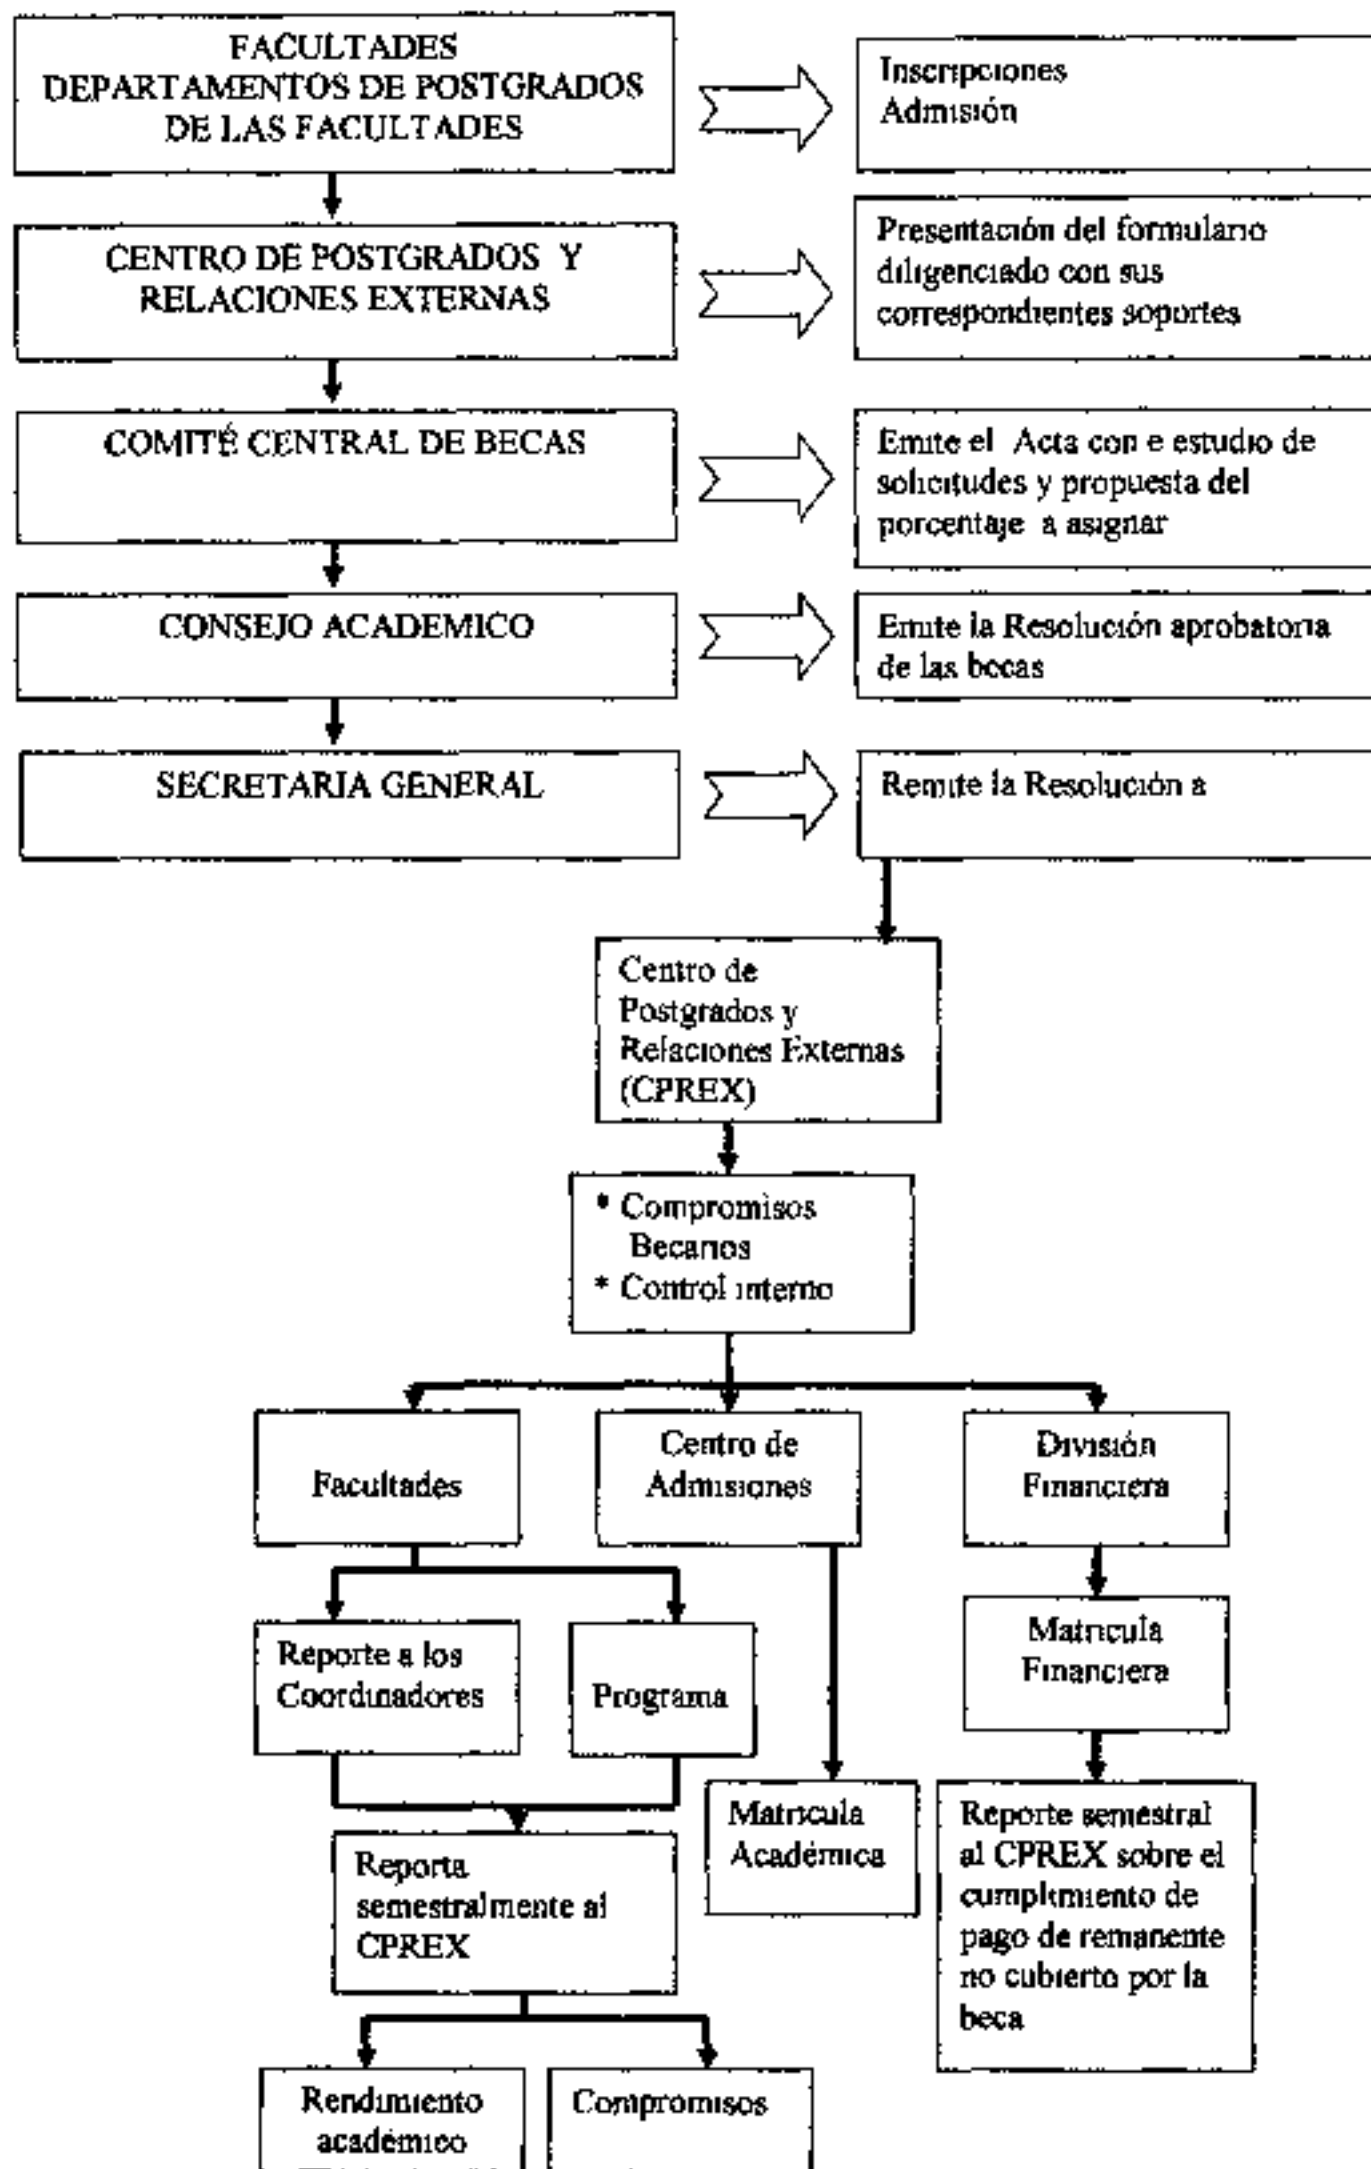 FACULTADES
DEPARTAMENTOS DE POSTGRADOS
DE LAS FACULTADES
Inscripciones
Admisión
CENTRO DE POSTGRADOS Y
RELACIONES EXTERNAS
Presentación del formulario
diligenciado con sus
correspondientes soportes
COMITÉ CENTRAL DE BECAS
Emite el Acta con e estudio de
solicitudes y propuesta del
porcentaje a asignar
CONSEJO ACADEMICO
Emite la Resolución aprobatoria
de las becas
SECRETARIA GENERAL
Remite la Resolución a
Centro de
Postgrados y
Relaciones Externas
(CPREX)
* Compromisos
Becarios
* Control interno
Facultades
Centro de
Admisiones
División
Financiera
Reporte a los
Coordinadores
Programa
Matricula
Financiera
Matricula
Académica
Reporta
semestralmente al
CPREX
Reporte semestral
al CPREX sobre el
cumplimiento de
pago de remanente
no cubierto por la
beca
Rendimiento
académico
Compromisos